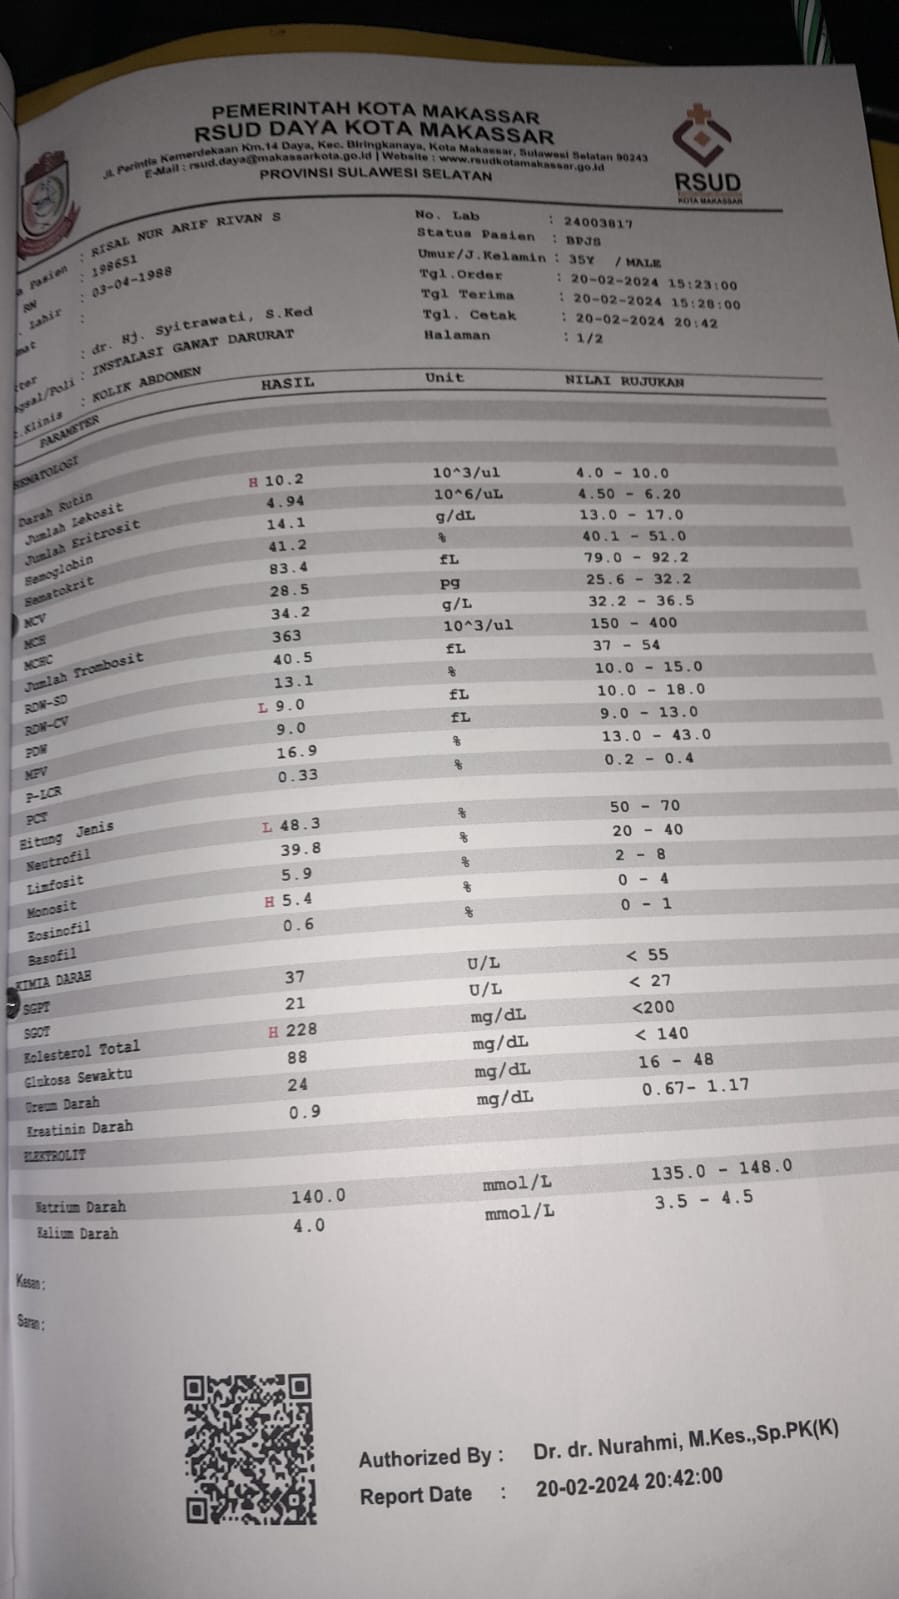 PEMERINTAH KOTA MAKASSAR
RSUD DAYA KOTA MAKASSAR
Jl. Perintis Kemerdekaan Km.14 Daya, Kec. Biringkanaya, Kota Makassar, Sulawesi Selatan 90243
E-Mail : rsud.daya@makassarkota.go.id | Website : www.rsudkotamakassar.go.id
PROVINSI SULAWESI SELATAN
RSUD
KOTA MAKASSAR
a Pasien : RISAL NUR ARIF RIVAN S
RM : 198651
. Lahir : 03-04-1988
mat :
ter : dr. Hj. Syitrawati, S.Ked
gsal/Poli : INSTALASI GAWAT DARURAT
.Klinis : KOLIK ABDOMEN
No. Lab : 24003817
Status Pasien : BPJS
Umur/J.Kelamin : 35Y / MALE
Tgl.Order : 20-02-2024 15:23:00
Tgl Terima : 20-02-2024 15:28:00
Tgl. Cetak : 20-02-2024 20:42
Halaman : 1/2
PARAMETER HASIL Unit NILAI RUJUKAN
HEMATOLOGI
Darah Rutin
Jumlah Lekosit H 10.2 10^3/ul 4.0 - 10.0
Jumlah Eritrosit 4.94 10^6/uL 4.50 - 6.20
Hemoglobin 14.1 g/dL 13.0 - 17.0
Hematokrit 41.2 % 40.1 - 51.0
MCV 83.4 fL 79.0 - 92.2
MCH 28.5 pg 25.6 - 32.2
MCHC 34.2 g/L 32.2 - 36.5
Jumlah Trombosit 363 10^3/ul 150 - 400
RDW-SD 40.5 fL 37 - 54
RDW-CV 13.1 % 10.0 - 15.0
PDW L 9.0 fL 10.0 - 18.0
MPV 9.0 fL 9.0 - 13.0
P-LCR 16.9 % 13.0 - 43.0
PCT 0.33 % 0.2 - 0.4
Hitung Jenis
Neutrofil L 48.3 % 50 - 70
Limfosit 39.8 % 20 - 40
Monosit 5.9 % 2 - 8
Eosinofil H 5.4 % 0 - 4
Basofil 0.6 % 0 - 1
KIMIA DARAH
SGPT 37 U/L < 55
SGOT 21 U/L < 27
Kolesterol Total H 228 mg/dL <200
Glukosa Sewaktu 88 mg/dL < 140
Ureum Darah 24 mg/dL 16 - 48
Kreatinin Darah 0.9 mg/dL 0.67- 1.17
ELEKTROLIT
Natrium Darah 140.0 mmol/L 135.0 - 148.0
Kalium Darah 4.0 mmol/L 3.5 - 4.5
Kesan :
Saran :
Authorized By : Dr. dr. Nurahmi, M.Kes.,Sp.PK(K)
Report Date : 20-02-2024 20:42:00